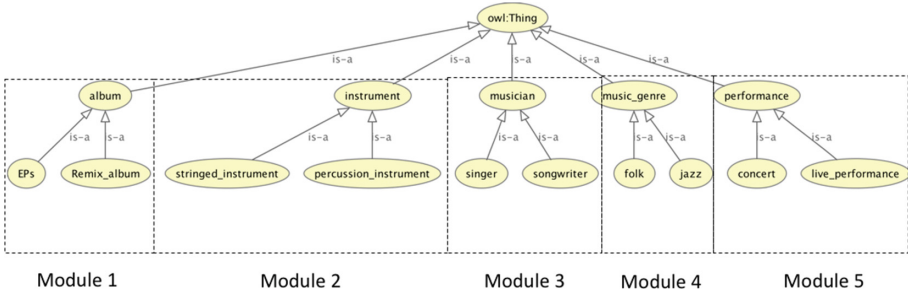 owl:Thing
is-a is-a s-a is-a is-a
album instrument musician music_genre performance
is-a s-a is-a s-a is-a is-a s-a is-a s-a is-a
EPs Remix_album stringed_instrument percussion_instrument singer songwriter folk jazz concert live_performance
Module 1 Module 2 Module 3 Module 4 Module 5